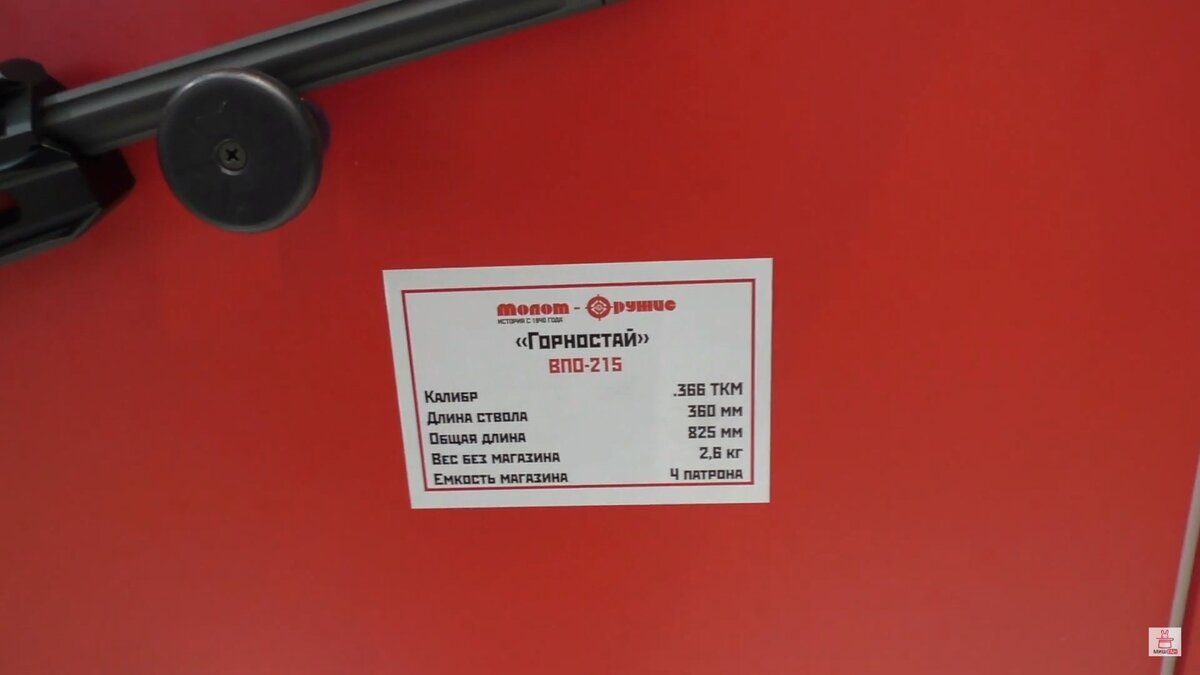 Молот - Оружие
ИСТОРИЯ С 1940 ГОДА
«Горностай»
ВПО-215
Калибр .366 ТКМ
Длина ствола 360 мм
Общая длина 825 мм
Вес без магазина 2,6 кг
Емкость магазина 4 патрона
МИШГАН